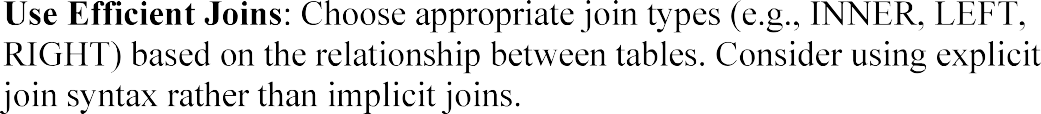 Use Efficient Joins: Choose appropriate join types (e.g., INNER, LEFT,
RIGHT) based on the relationship between tables. Consider using explicit
join syntax rather than implicit joins.